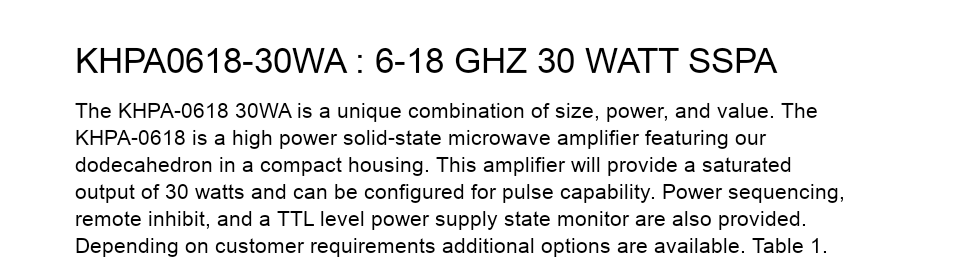 KHPA0618-30WA : 6-18 GHZ 30 WATT SSPA
The KHPA-0618 30WA is a unique combination of size, power, and value. The
KHPA-0618 is a high power solid-state microwave amplifier featuring our
dodecahedron in a compact housing. This amplifier will provide a saturated
output of 30 watts and can be configured for pulse capability. Power sequencing,
remote inhibit, and a TTL level power supply state monitor are also provided.
Depending on customer requirements additional options are available. Table 1.